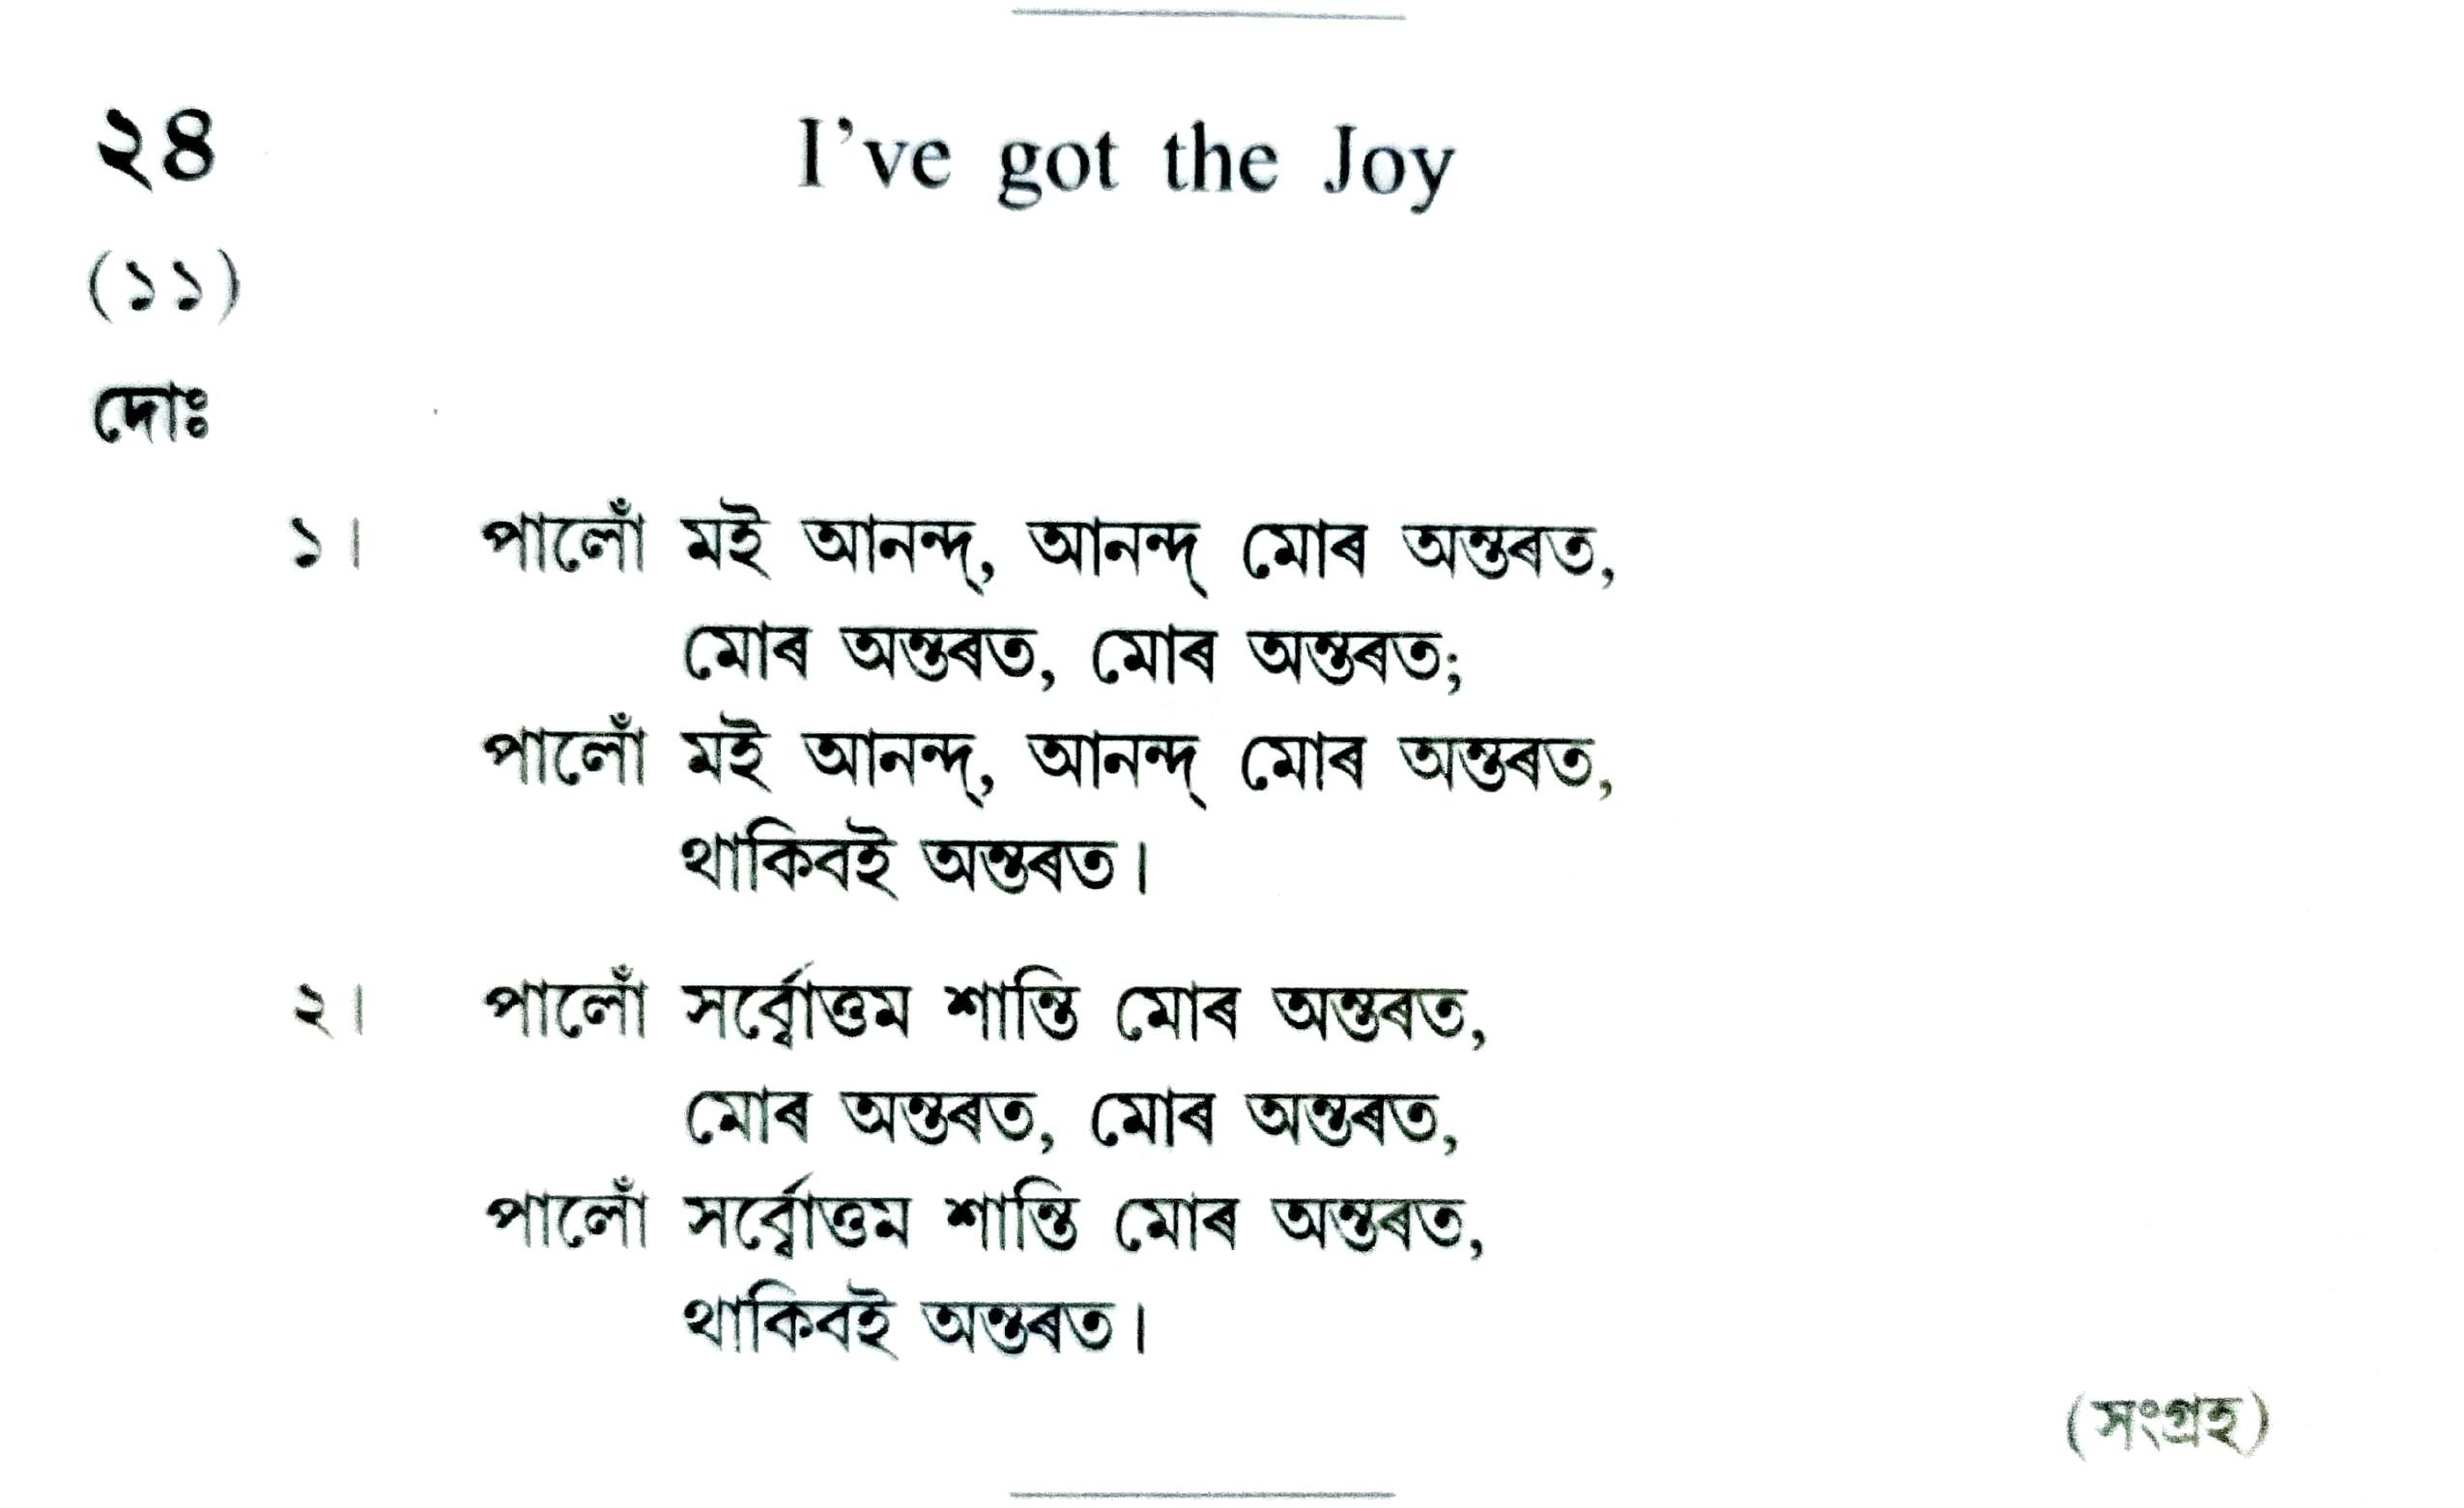 ২৪ I’ve got the Joy
(১১)
দোঃ
১। পালোঁ মই আনন্দ্, আনন্দ্ মোৰ অন্তৰত,
মোৰ অন্তৰত, মোৰ অন্তৰত;
পালোঁ মই আনন্দ্, আনন্দ্ মোৰ অন্তৰত,
থাকিবই অন্তৰত।
২। পালোঁ সৰ্ব্বোত্তম শান্তি মোৰ অন্তৰত,
মোৰ অন্তৰত, মোৰ অন্তৰত,
পালোঁ সৰ্ব্বোত্তম শান্তি মোৰ অন্তৰত,
থাকিবই অন্তৰত।
(সংগ্ৰহ)